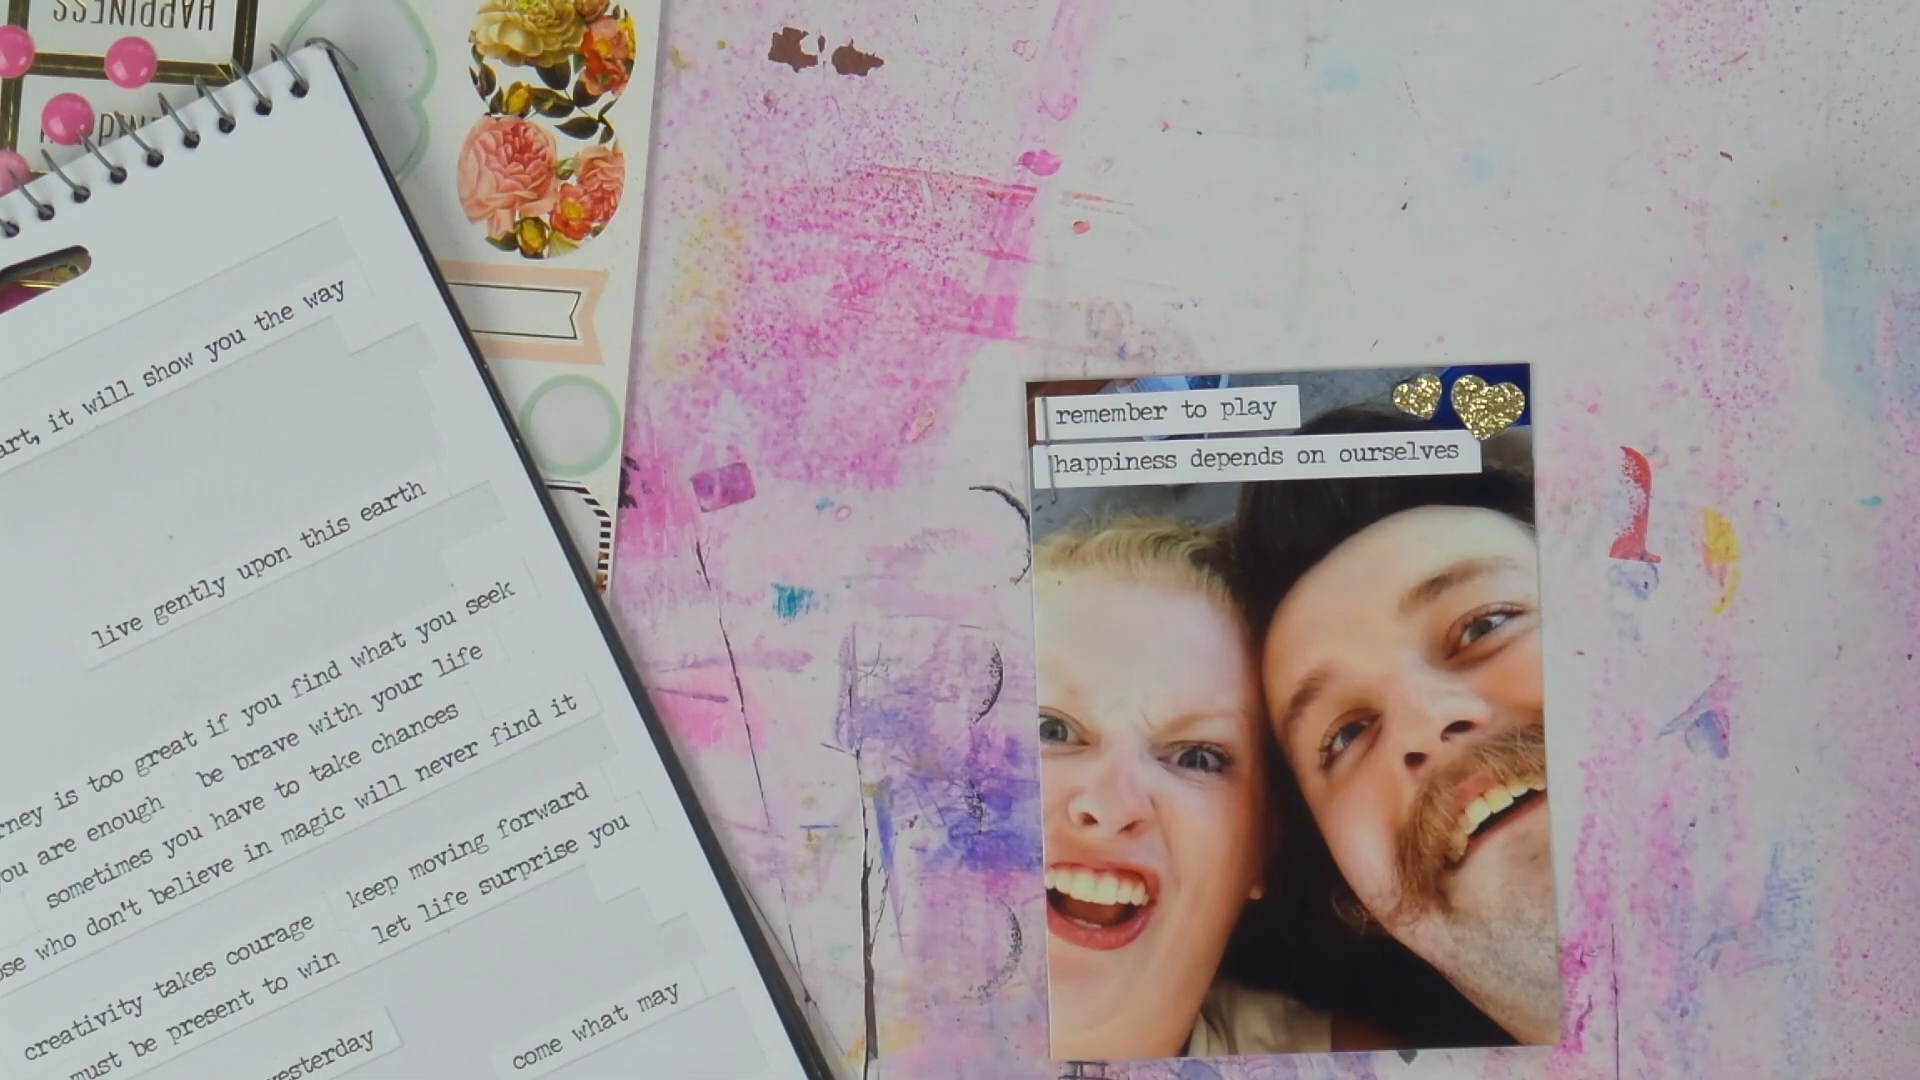 HAPPINESS
art, it will show you the way
live gently upon this earth
rney is too great if you find what you seek
you are enough
be brave with your life
sometimes you have to take chances
ose who don't believe in magic will never find it
keep moving forward
creativity takes courage
let life surprise you
must be present to win
yesterday
come what may
remember to play
happiness depends on ourselves